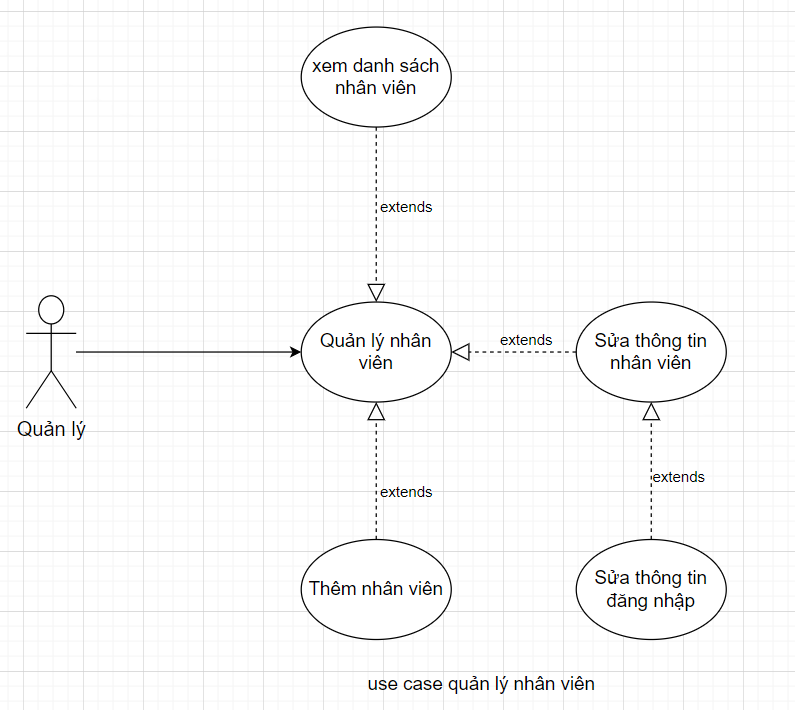 xem danh sách
nhân viên
extends
Quản lý nhân
viên
extends
Sửa thông tin
nhân viên
Quản lý
extends
extends
Thêm nhân viên
Sửa thông tin
đăng nhập
use case quản lý nhân viên